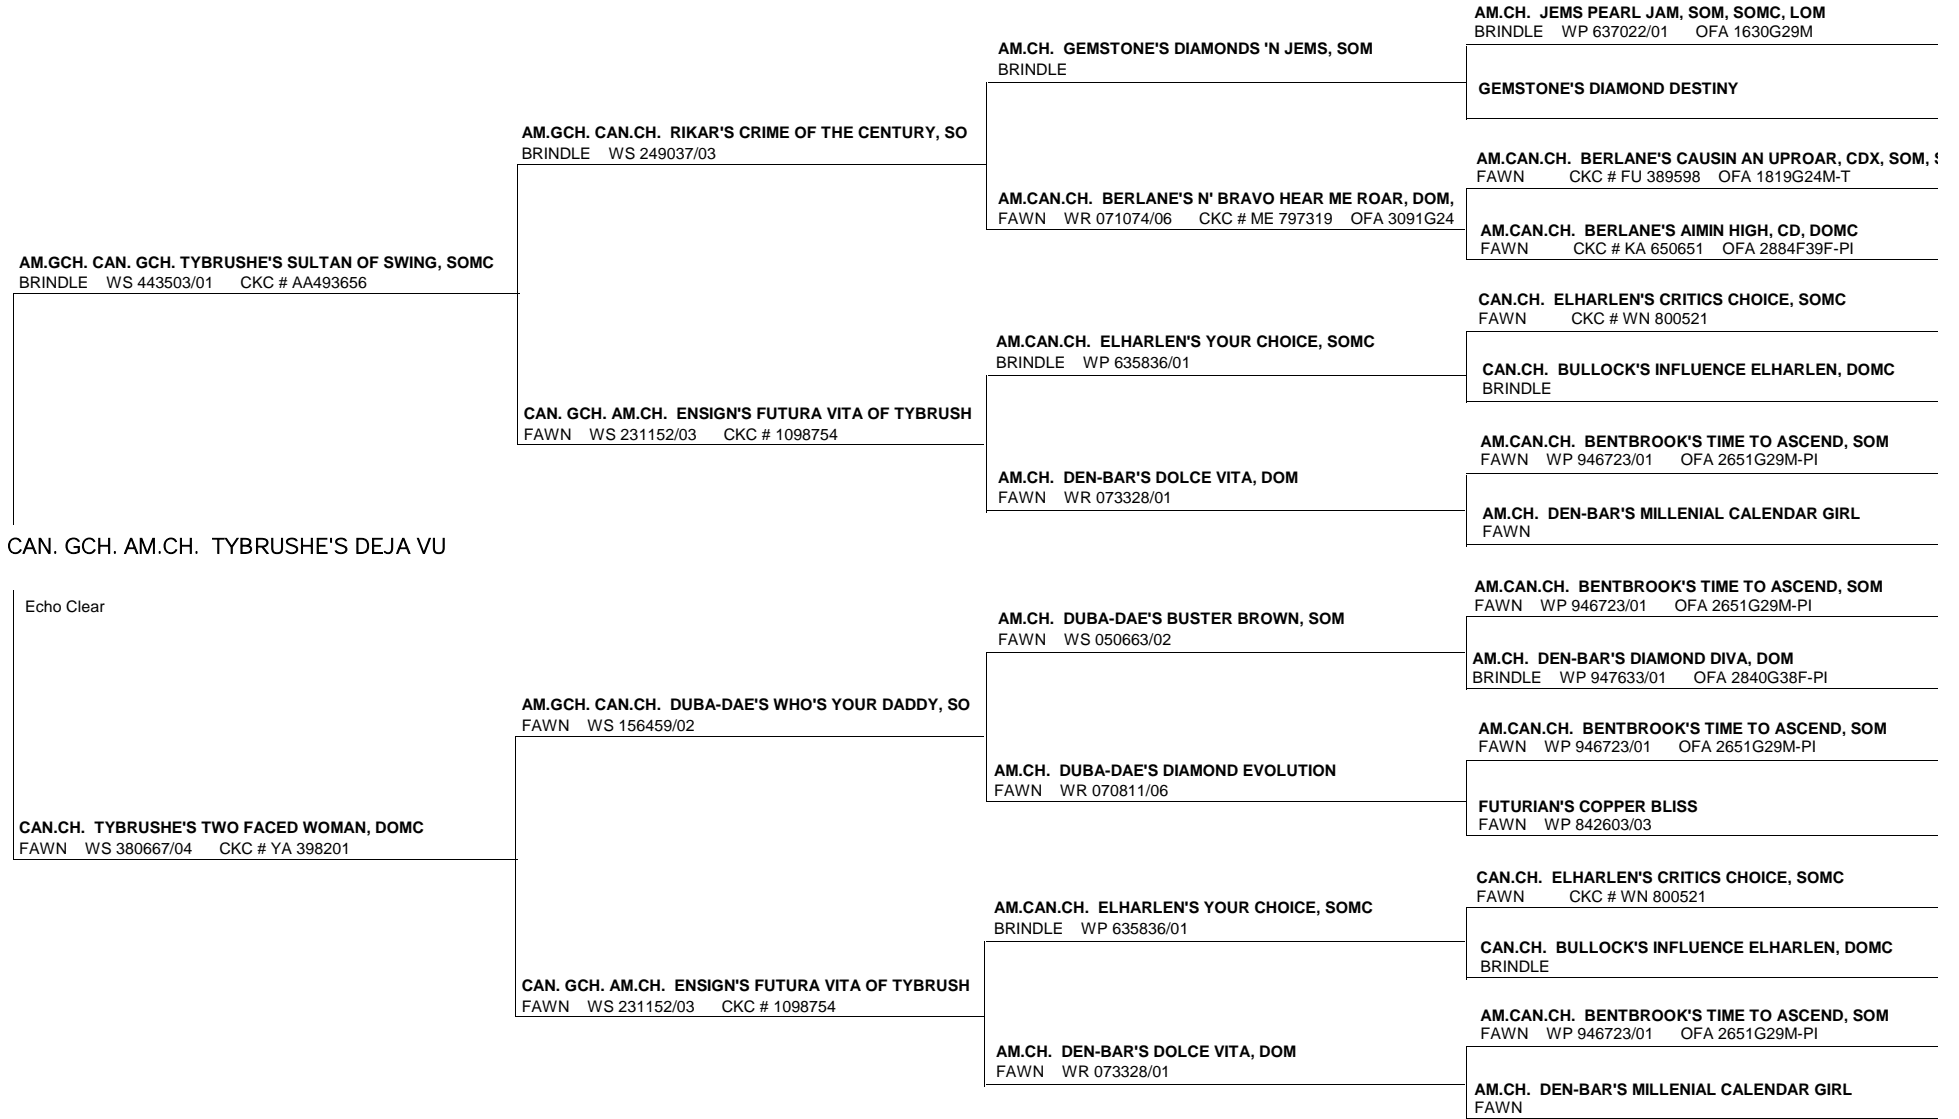 AM.CH. JEMS PEARL JAM, SOM, SOMC, LOM
BRINDLE WP 637022/01 OFA 1630G29M
AM.CH. GEMSTONE'S DIAMONDS 'N JEMS, SOM
BRINDLE
GEMSTONE'S DIAMOND DESTINY
AM.GCH. CAN.CH. RIKAR'S CRIME OF THE CENTURY, SO
BRINDLE WS 249037/03
AM.CAN.CH. BERLANE'S CAUSIN AN UPROAR, CDX, SOM,
FAWN CKC # FU 389598 OFA 1819G24M-T
AM.CAN.CH. BERLANE'S N' BRAVO HEAR ME ROAR, DOM,
FAWN WR 071074/06 CKC # ME 797319 OFA 3091G24
AM.CAN.CH. BERLANE'S AIMIN HIGH, CD, DOMC
FAWN CKC # KA 650651 OFA 2884F39F-PI
AM.GCH. CAN. GCH. TYBRUSHE'S SULTAN OF SWING, SOMC
BRINDLE WS 443503/01 CKC # AA493656
CAN.CH. ELHARLEN'S CRITICS CHOICE, SOMC
FAWN CKC # WN 800521
AM.CAN.CH. ELHARLEN'S YOUR CHOICE, SOMC
BRINDLE WP 635836/01
CAN.CH. BULLOCK'S INFLUENCE ELHARLEN, DOMC
BRINDLE
CAN. GCH. AM.CH. ENSIGN'S FUTURA VITA OF TYBRUSH
FAWN WS 231152/03 CKC # 1098754
AM.CAN.CH. BENTBROOK'S TIME TO ASCEND, SOM
FAWN WP 946723/01 OFA 2651G29M-PI
AM.CH. DEN-BAR'S DOLCE VITA, DOM
FAWN WR 073328/01
AM.CH. DEN-BAR'S MILLENIAL CALENDAR GIRL
FAWN
CAN. GCH. AM.CH. TYBRUSHE'S DEJA VU
Echo Clear
AM.CAN.CH. BENTBROOK'S TIME TO ASCEND, SOM
FAWN WP 946723/01 OFA 2651G29M-PI
AM.CH. DUBA-DAE'S BUSTER BROWN, SOM
FAWN WS 050663/02
AM.CH. DEN-BAR'S DIAMOND DIVA, DOM
BRINDLE WP 947633/01 OFA 2840G38F-PI
AM.GCH. CAN.CH. DUBA-DAE'S WHO'S YOUR DADDY, SO
FAWN WS 156459/02
AM.CAN.CH. BENTBROOK'S TIME TO ASCEND, SOM
FAWN WP 946723/01 OFA 2651G29M-PI
AM.CH. DUBA-DAE'S DIAMOND EVOLUTION
FAWN WR 070811/06
FUTURIAN'S COPPER BLISS
FAWN WP 842603/03
CAN.CH. TYBRUSHE'S TWO FACED WOMAN, DOMC
FAWN WS 380667/04 CKC # YA 398201
CAN.CH. ELHARLEN'S CRITICS CHOICE, SOMC
FAWN CKC # WN 800521
AM.CAN.CH. ELHARLEN'S YOUR CHOICE, SOMC
BRINDLE WP 635836/01
CAN.CH. BULLOCK'S INFLUENCE ELHARLEN, DOMC
BRINDLE
CAN. GCH. AM.CH. ENSIGN'S FUTURA VITA OF TYBRUSH
FAWN WS 231152/03 CKC # 1098754
AM.CAN.CH. BENTBROOK'S TIME TO ASCEND, SOM
FAWN WP 946723/01 OFA 2651G29M-PI
AM.CH. DEN-BAR'S DOLCE VITA, DOM
FAWN WR 073328/01
AM.CH. DEN-BAR'S MILLENIAL CALENDAR GIRL
FAWN